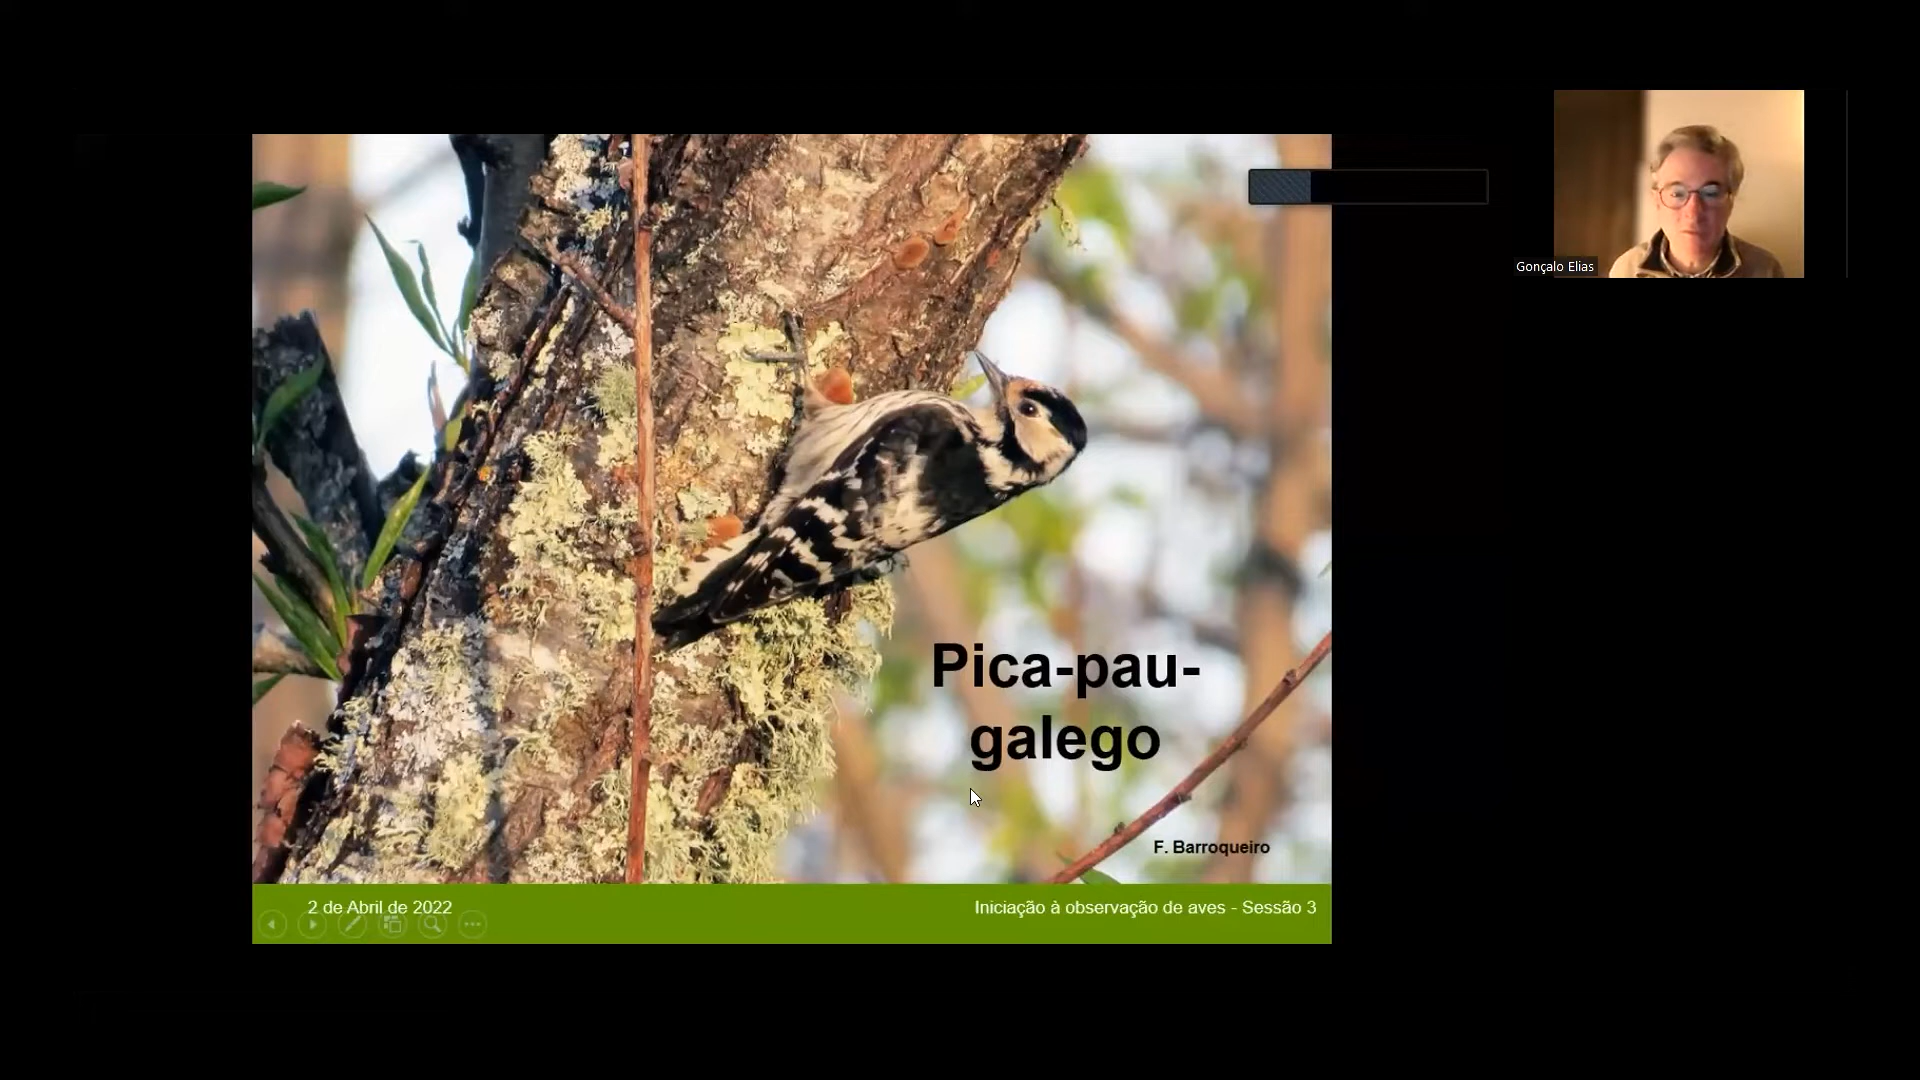 Gonçalo Elias
Pica-pau-
galego
F. Barroqueiro
2 de Abril de 2022
Iniciação à observação de aves - Sessão 3